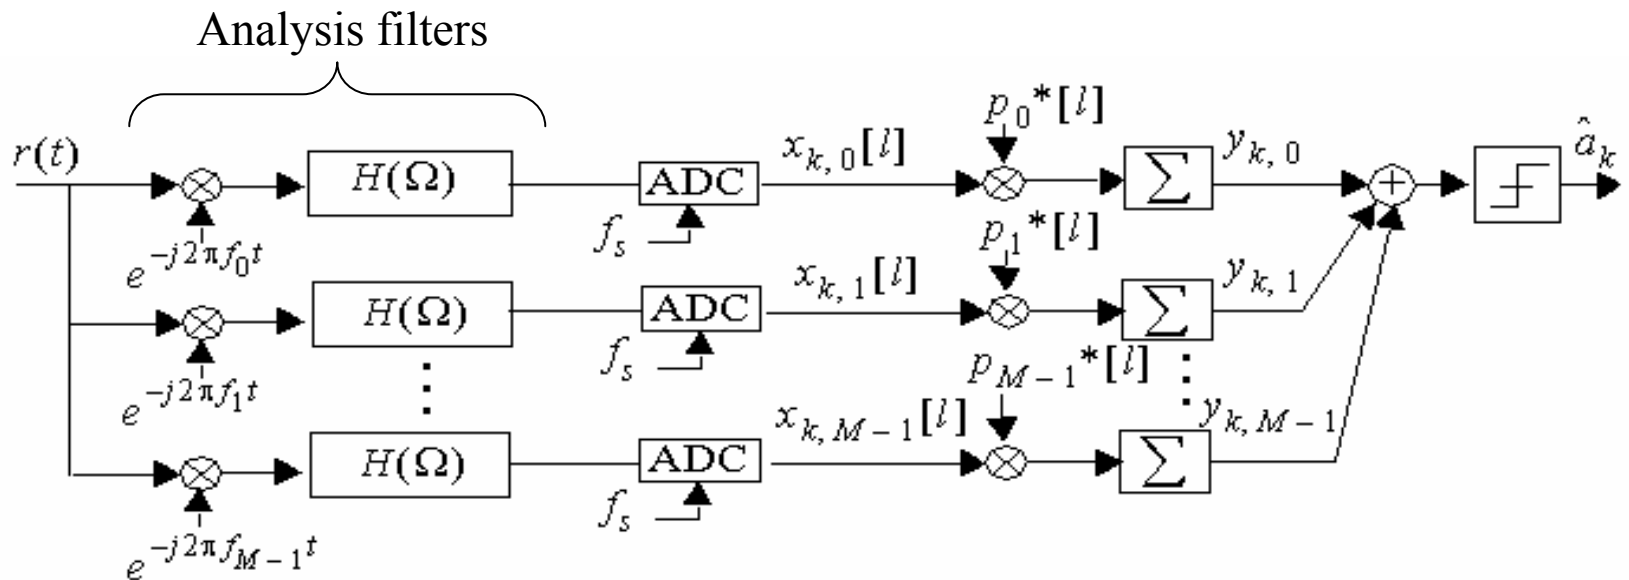 Analysis filters
r(t)
e^{-j2πf_0t}
H(Ω)
ADC
f_s
x_{k,0}[l]
p_0*[l]
Σ
y_{k,0}
+
â_k
e^{-j2πf_1t}
H(Ω)
ADC
f_s
x_{k,1}[l]
p_1*[l]
Σ
y_{k,1}
e^{-j2πf_{M-1}t}
H(Ω)
ADC
f_s
x_{k,M-1}[l]
p_{M-1}*[l]
Σ
y_{k,M-1}